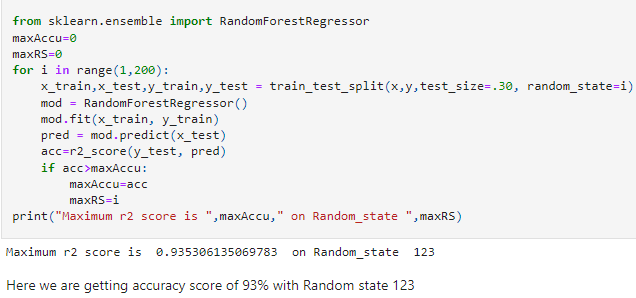 from sklearn.ensemble import RandomForestRegressor
maxAccu=0
maxRS=0
for i in range(1,200):
    x_train,x_test,y_train,y_test = train_test_split(x,y,test_size=.30, random_state=i)
    mod = RandomForestRegressor()
    mod.fit(x_train, y_train)
    pred = mod.predict(x_test)
    acc=r2_score(y_test, pred)
    if acc>maxAccu:
        maxAccu=acc
        maxRS=i
print("Maximum r2 score is ",maxAccu," on Random_state ",maxRS)
Maximum r2 score is  0.935306135069783  on Random_state  123
Here we are getting accuracy score of 93% with Random state 123